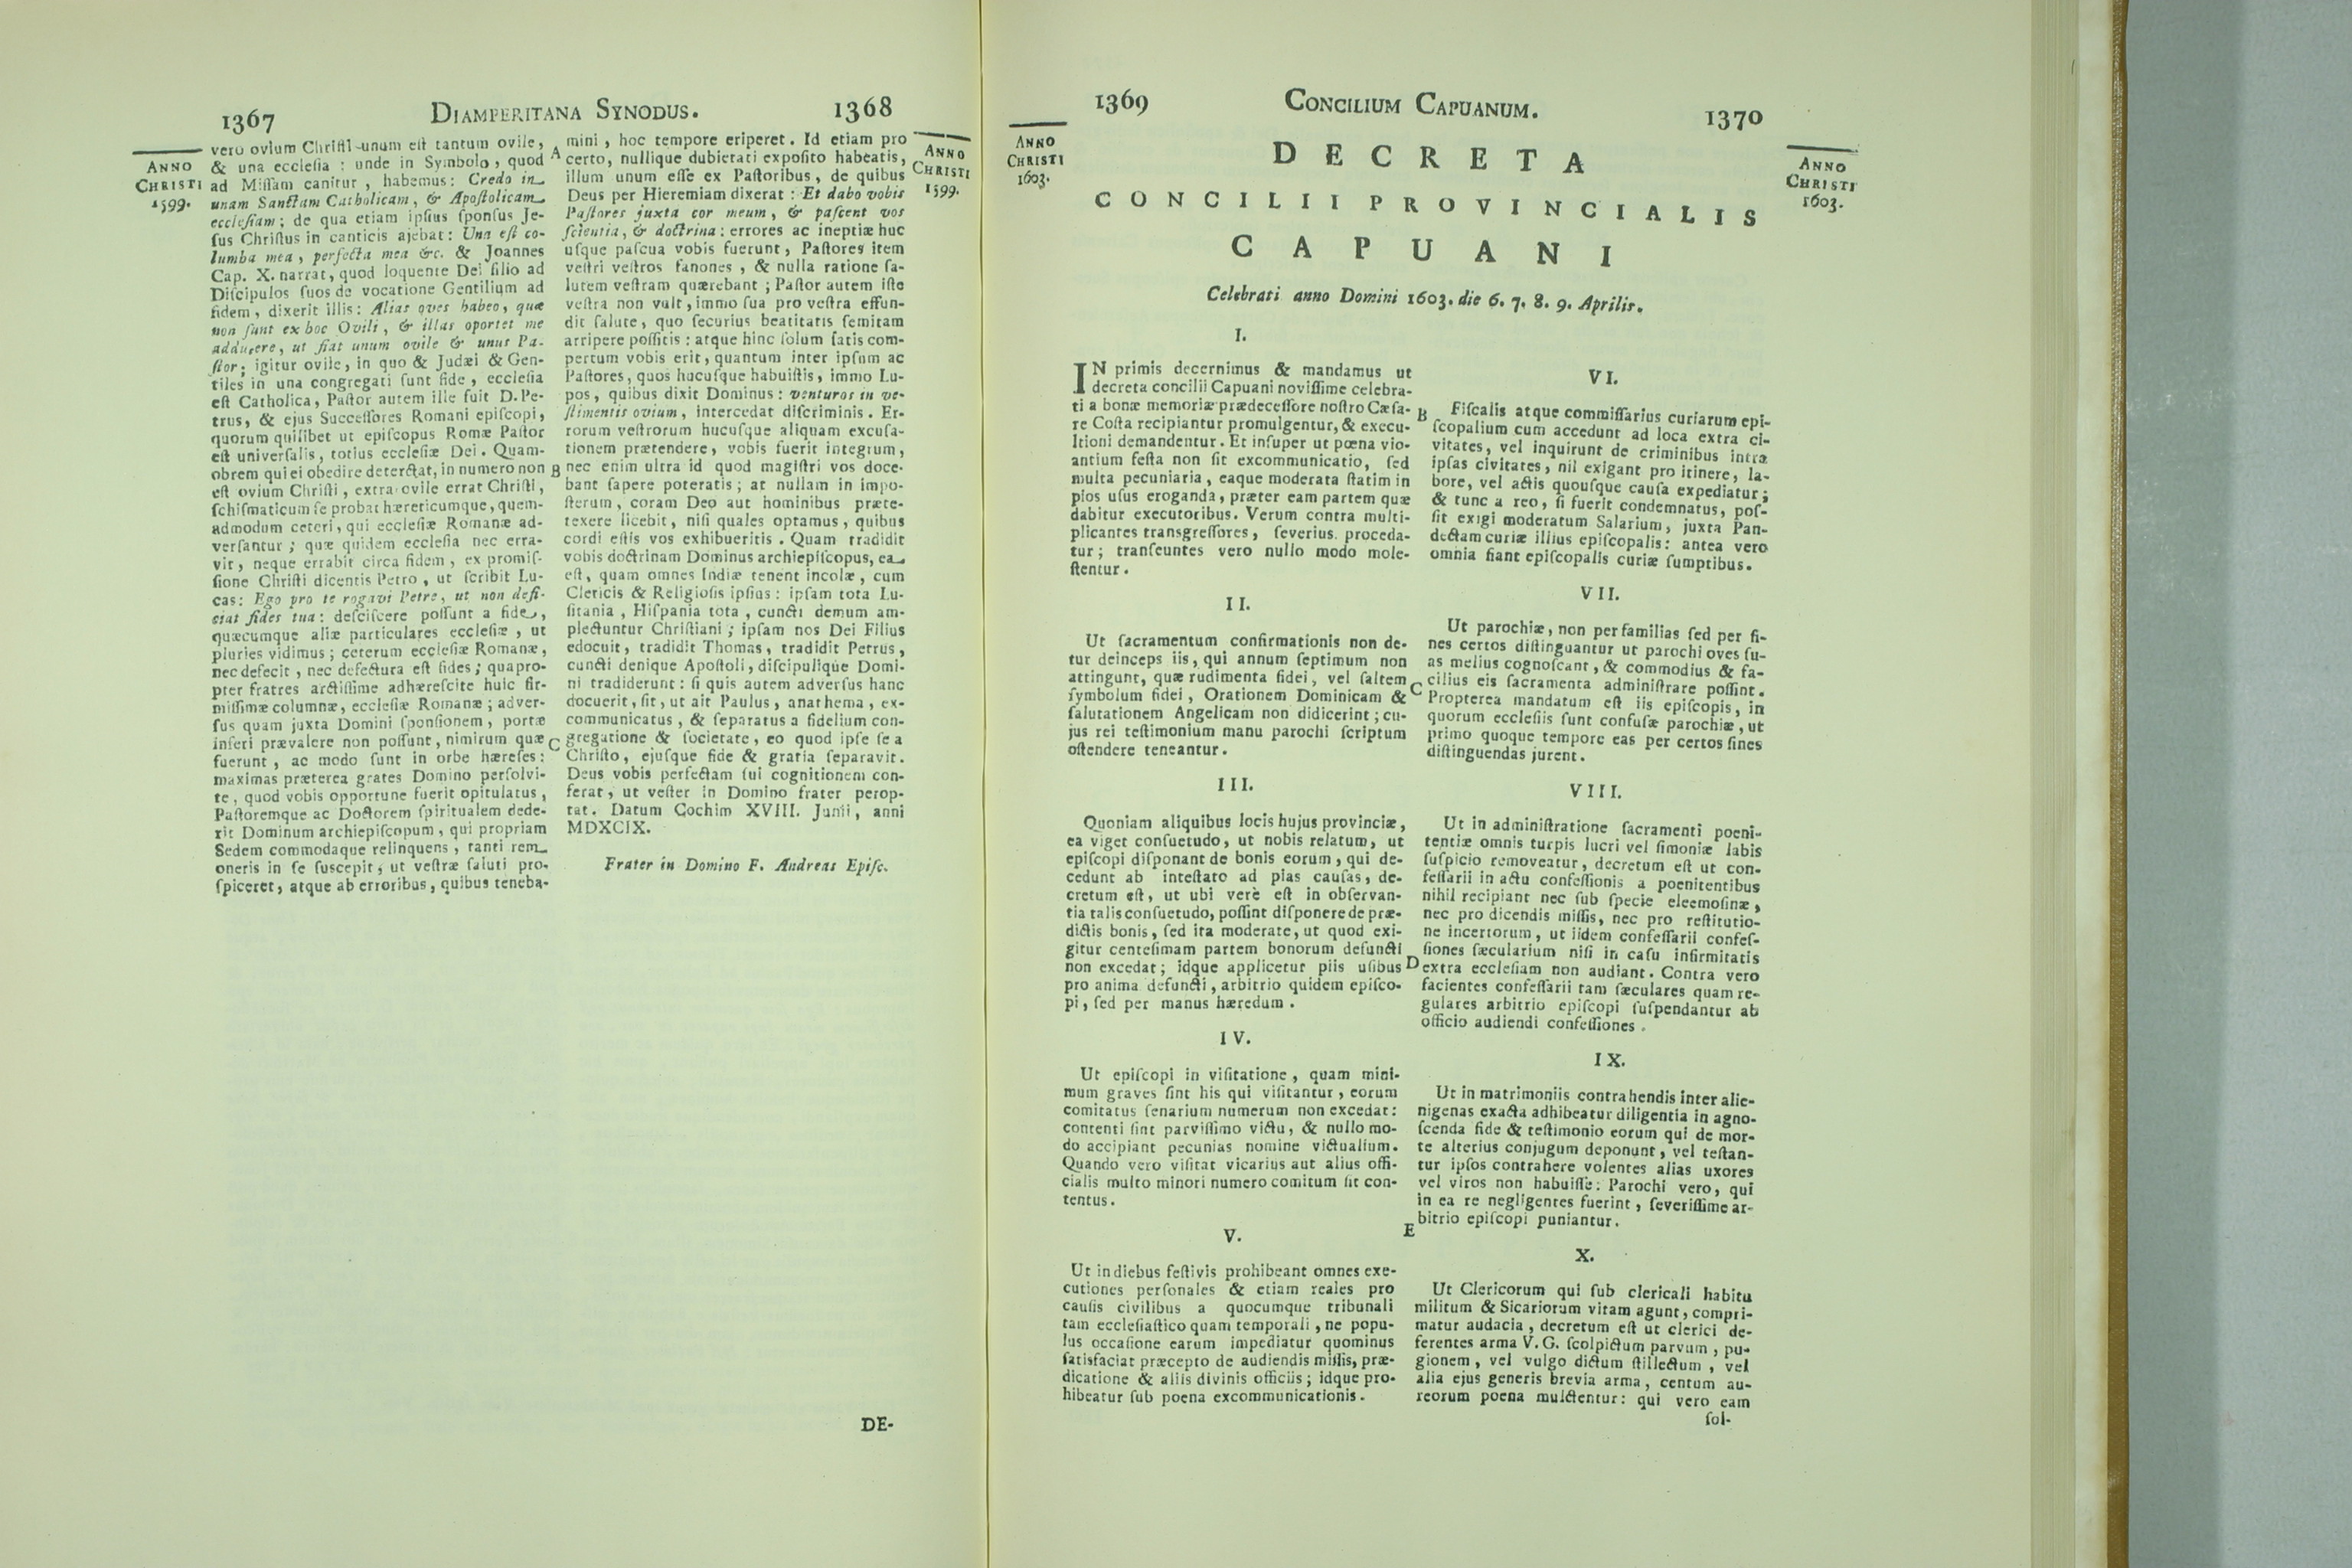 1367
DIAMPERITANA SYNODUS.
1368
ANNO
CHRISTI
1599.
vero ovium Chriſti unum eſt tantum ovile,
& una eccleſia : unde in Symbolo, quod
ad Miſſam canitur, habemus: Credo in
unam Sanctam Catholicam, & Apoſtolicam
eccleſiam; de qua etiam ipſius ſponſus Je-
ſus Chriſtus in canticis ajebat: Una eſt co-
lumba mea, perfecta mea &c. & Joannes
Cap. X. narrat, quod loquente Dei filio ad
Diſcipulos ſuos de vocatione Gentilium ad
fidem, dixerit illis: Alias oves habeo, quæ
non ſunt ex hoc Ovili, & illas oportet me
adducere, ut fiat unum ovile & unus Pa-
ſtor; igitur ovile, in quo & Judæi & Gen-
tiles in una congregati ſunt fide, eccleſia
eſt Catholica, Paſtor autem ille fuit D. Pe-
trus, & ejus Succeſſores Romani epiſcopi,
quorum quilibet ut epiſcopus Romæ Paſtor
eſt univerſalis, totius eccleſiæ Dei. Quam-
obrem qui ei obedire detrectat, in numero non
eſt ovium Chriſti, extra ovile errat Chriſti,
ſchiſmaticum ſe probat hæreticumque, quem-
admodum ceteri, qui eccleſiæ Romanæ ad-
verſantur; quæ quidem eccleſia nec erra-
vit, neque errabit circa fidem, ex promiſ-
ſione Chriſti dicentis Petro, ut ſcribit Lu-
cas: Ego pro te rogavi Petre, ut non defi-
ciat fides tua: deſciſcere poſſunt a fide,
quæcumque aliæ particulares eccleſiæ, ut
pluries vidimus; ceterum eccleſiæ Romanæ,
nec defecit, nec defectura eſt fides; quapro-
pter fratres arctiſſime adhæreſcite huic fir-
miſſimæ columnæ, eccleſiæ Romanæ; adver-
ſus quam juxta Domini ſponſionem, portæ
inferi prævalere non poſſunt, nimirum quæ
fuerunt, ac modo ſunt in orbe hæreſes:
maximas præterea grates Domino perſolvi-
te, quod vobis opportune fuerit opitulatus,
Paſtoremque ac Doctorem ſpiritualem dede-
rit Dominum archiepiſcopum, qui propriam
Sedem commodaque relinquens, tanti rem
oneris in ſe ſuscepit, ut veſtræ ſaluti pro-
ſpiceret, atque ab erroribus, quibus teneba-
A
B
C
mini, hoc tempore eriperet. Id etiam pro
certo, nullique dubietati expoſito habeatis,
illum unum eſſe ex Paſtoribus, de quibus
Deus per Hieremiam dixerat: Et dabo vobis
Paſtores juxta cor meum, & paſcent vos
ſcientia, & doctrina: errores ac ineptiæ huc
uſque paſcua vobis fuerunt, Paſtores item
veſtri veſtros fanones, & nulla ratione ſa-
lutem veſtram quærebant; Paſtor autem iſte
veſtra non vult, immo ſua pro veſtra effun-
dit ſalute, quo ſecurius beatitatis ſemitam
arripere poſſitis: atque hinc ſolum ſatis com-
pertum vobis erit, quantum inter ipſum ac
Paſtores, quos hucuſque habuiſtis, immo Lu-
pos, quibus dixit Dominus: venturos in ve-
ſtimentis ovium, intercedat diſcriminis. Er-
rorum veſtrorum hucuſque aliquam excuſa-
tionem prætendere, vobis fuerit integrum,
nec enim ultra id quod magiſtri vos doce-
bant ſapere poteratis; at nullam in impo-
ſterum, coram Deo aut hominibus præte-
texere licebit, niſi quales optamus, quibus
cordi eſtis vos exhibueritis. Quam tradidit
vobis doctrinam Dominus archiepiſcopus, ea
eſt, quam omnes Indiæ tenent incolæ, cum
Clericis & Religioſis ipſius: ipſam tota Lu-
ſitania, Hiſpania tota, cuncti demum am-
plectuntur Chriſtiani; ipſam nos Dei Filius
edocuit, tradidit Thomas, tradidit Petrus,
cuncti denique Apoſtoli, diſcipulique Domi-
ni tradiderunt: ſi quis autem adverſus hanc
docuerit, ſit, ut ait Paulus, anathema, ex-
communicatus, & ſeparatus a fidelium con-
gregatione & ſocietate, eo quod ipſe ſe a
Chriſto, ejuſque fide & gratia ſeparavit.
Deus vobis perfectam ſui cognitionem con-
ferat, ut veſter in Domino frater perop-
tat. Datum Cochim XVIII. Junii, anni
MDXCIX.
Frater in Domino F. Andreas Epiſc.
ANNO
CHRISTI
1599.
DE-
1369
CONCILIUM CAPUANUM.
1370
ANNO
CHRISTI
1603.
ANNO
CHRISTI
1603.
DECRETA
CONCILII PROVINCIALIS
CAPUANI
Celebrati anno Domini 1603. die 6. 7. 8. 9. Aprilis.
I.
IN primis decernimus & mandamus ut
decreta concilii Capuani noviſſime celebra-
ti a bonæ memoriæ prædeceſſore noſtro Cæſa-
re Coſta recipiantur promulgentur, & execu-
ltioni demandentur. Et inſuper ut pœna vio-
antium feſta non ſit excommunicatio, ſed
multa pecuniaria, eaque moderata ſtatim in
pios uſus eroganda, præter eam partem quæ
dabitur executoribus. Verum contra multi-
plicantes transgreſſores, ſeverius proceda-
tur; tranſeuntes vero nullo modo mole-
ſtentur.
II.
Ut ſacramentum confirmationis non de-
tur deinceps iis, qui annum ſeptimum non
attingunt, quæ rudimenta fidei, vel ſaltem
ſymbolum fidei, Orationem Dominicam &
ſalutationem Angelicam non didicerint; cu-
jus rei teſtimonium manu parochi ſcriptum
oſtendere teneantur.
III.
Quoniam aliquibus locis hujus provinciæ,
ea viget conſuetudo, ut nobis relatum, ut
epiſcopi diſponant de bonis eorum, qui de-
cedunt ab inteſtato ad pias cauſas, de-
cretum eſt, ut ubi verè eſt in obſervan-
tia talis conſuetudo, poſſint diſponere de præ-
dictis bonis, ſed ita moderate, ut quod exi-
gitur centeſimam partem bonorum defuncti
non excedat; idque applicetur piis uſibus
pro anima defuncti, arbitrio quidem epiſco-
pi, ſed per manus hæredum.
IV.
Ut epiſcopi in viſitatione, quam mini-
mum graves ſint his qui viſitantur, eorum
comitatus ſenarium numerum non excedat:
contenti ſint parviſſimo victu, & nullo mo-
do accipiant pecunias nomine victualium.
Quando vero viſitat vicarius aut alius offi-
cialis multo minori numero comitum ſit con-
tentus.
V.
Ut in diebus feſtivis prohibeant omnes exe-
cutiones perſonales & etiam reales pro
cauſis civilibus a quocumque tribunali
tam eccleſiaſtico quam temporali, ne popu-
lus occaſione earum impediatur quominus
ſatisfaciat præcepto de audiendis miſſis, præ-
dicatione & aliis divinis officiis; idque pro-
hibeatur ſub poena excommunicationis.
B
C
D
E
VI.
Fiſcalis atque commiſſarius curiarum epi-
ſcopalium cum accedunt ad loca extra ci-
vitates, vel inquirunt de criminibus intra
ipſas civitates, nil exigant pro itinere, la-
bore, vel actis quouſque cauſa expediatur;
& tunc a reo, ſi fuerit condemnatus, poſ-
ſit exigi moderatum Salarium, juxta Pan-
dectam curiæ illius epiſcopalis: antea vero
omnia fiant epiſcopalis curiæ ſumptibus.
VII.
Ut parochiæ, non per familias ſed per fi-
nes certos diſtinguantur ut parochi oves ſu-
as melius cognoſcant, & commodius & fa-
cilius eis ſacramenta adminiſtrare poſſint.
Propterea mandatum eſt iis epiſcopis, in
quorum eccleſiis ſunt confuſæ parochiæ, ut
primo quoque tempore eas per certos fines
diſtinguendas jurent.
VIII.
Ut in adminiſtratione ſacramenti poeni-
tentiæ omnis turpis lucri vel ſimoniæ labis
ſuſpicio removeatur, decretum eſt ut con-
feſſarii in actu confeſſionis a poenitentibus
nihil recipiant nec ſub ſpecie eleemoſinæ,
nec pro dicendis miſſis, nec pro reſtitutio-
ne incertorum, ut iidem confeſſarii confeſ-
ſiones ſæcularium niſi in caſu infirmitatis
extra eccleſiam non audiant. Contra vero
facientes confeſſarii tam ſæculares quam re-
gulares arbitrio epiſcopi ſuſpendantur ab
officio audiendi confeſſiones.
IX.
Ut in matrimoniis contrahendis inter alie-
nigenas exacta adhibeatur diligentia in agno-
ſcenda fide & teſtimonio eorum qui de mor-
te alterius conjugum deponunt, vel teſtan-
tur ipſos contrahere volentes alias uxores
vel viros non habuiſſe: Parochi vero, qui
in ea re negligentes fuerint, ſeveriſſime ar-
bitrio epiſcopi puniantur.
X.
Ut Clericorum qui ſub clericali habitu
militum & Sicariorum vitam agunt, compri-
matur audacia, decretum eſt ut clerici de-
ferentes arma V. G. ſcolpictum parvum, pu-
gionem, vel vulgo dictum ſtillectum, vel
alia ejus generis brevia arma, centum au-
reorum poena mulctentur: qui vero eam
ſol-